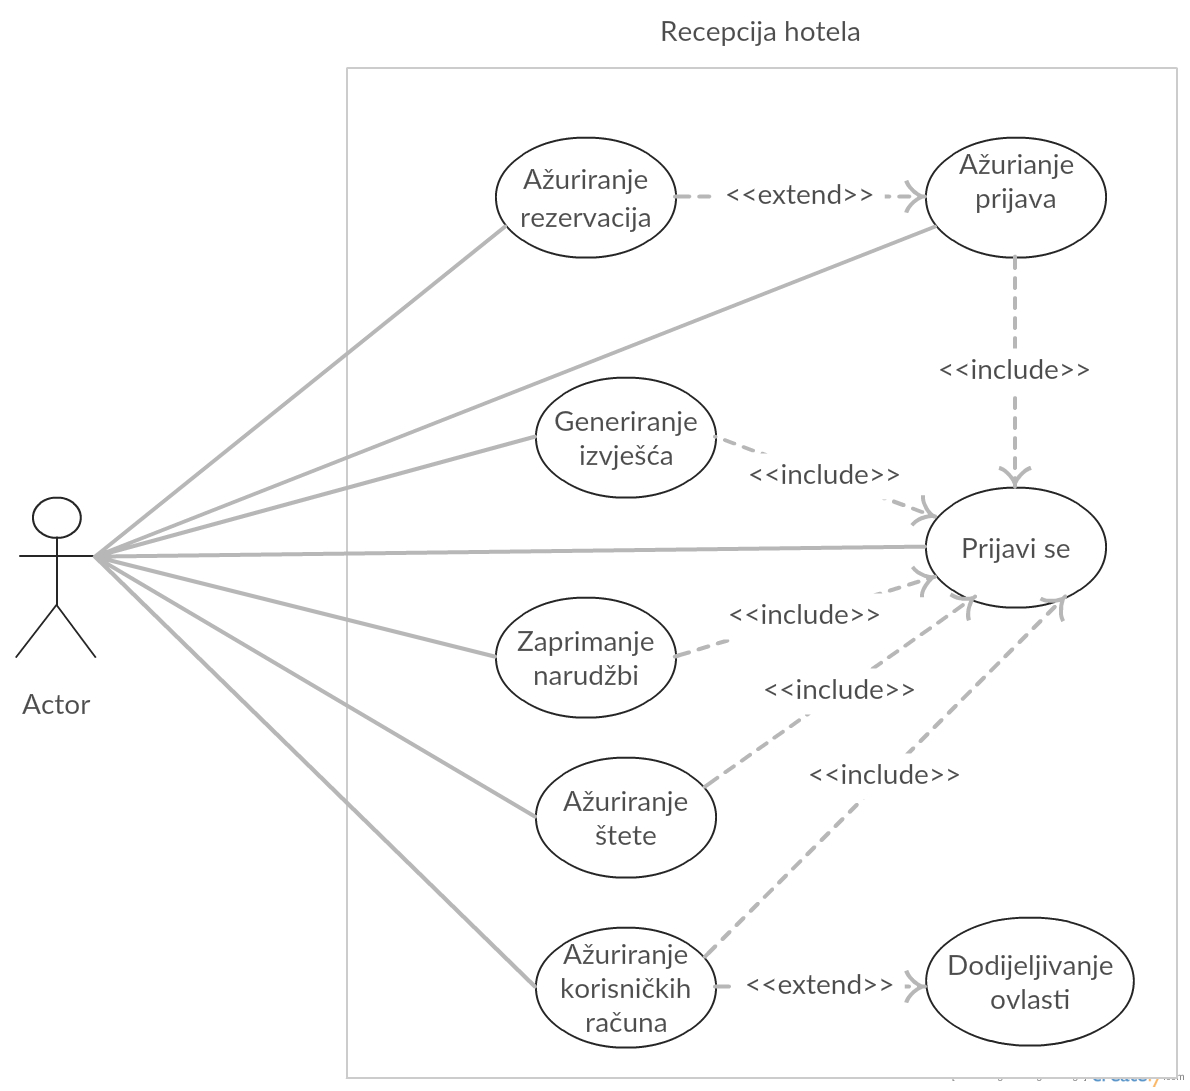 Recepcija hotela
Ažuriranje
rezervacija
<<extend>>
Ažurianje
prijava
<<include>>
Generiranje
izvješća
<<include>>
Prijavi se
Zaprimanje
narudžbi
<<include>>
Actor
<<include>>
Ažuriranje
štete
<<include>>
Ažuriranje
korisničkih
računa
<<extend>>
Dodijeljivanje
ovlasti